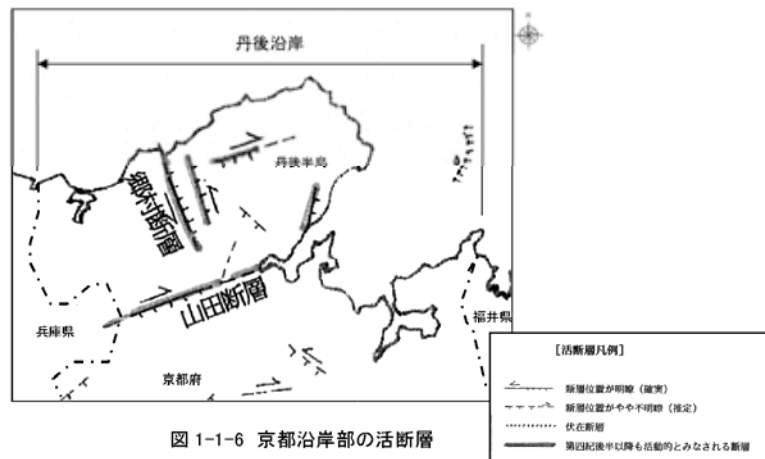 丹後沿岸
丹後半島
郷村断層
山田断層
兵庫県
京都府
福井県
[活断層凡例]
断層位置が明瞭（確実）
断層位置がやや不明瞭（推定）
伏在断層
第四紀後半以降も活動的とみなされる断層
図 1-1-6 京都沿岸部の活断層